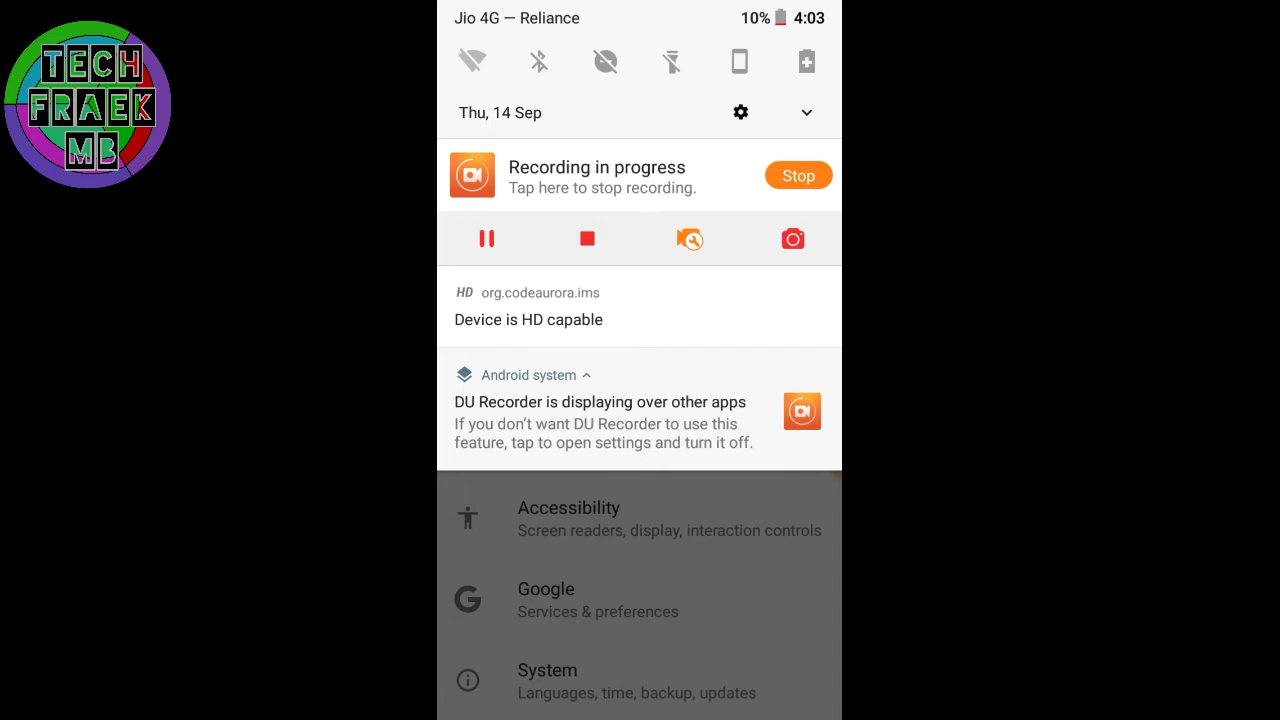 TECH
FRAEK
MB
Jio 4G — Reliance
10% 4:03
Thu, 14 Sep
Recording in progress
Tap here to stop recording.
Stop
HD org.codeaurora.ims
Device is HD capable
Android system
DU Recorder is displaying over other apps
If you don't want DU Recorder to use this
feature, tap to open settings and turn it off.
Accessibility
Screen readers, display, interaction controls
Google
Services & preferences
System
Languages, time, backup, updates